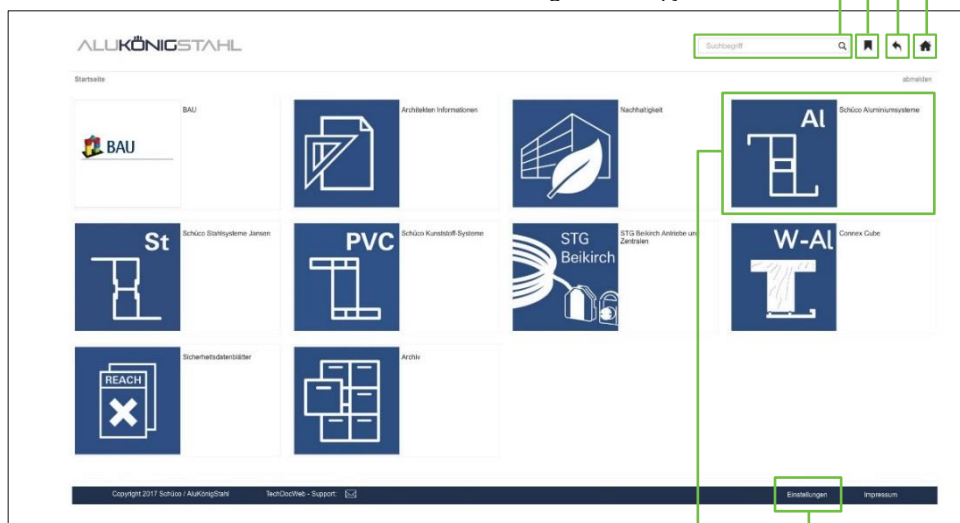 ALUKÖNIGSTAHL
Suchbegriff
Startseite
abmelden
BAU
BAU
Architekten Informationen
Nachhaltigkeit
Al
Schüco Aluminiumsysteme
St
Schüco Stahlsysteme Jansen
PVC
Schüco Kunststoff-Systeme
STG
Beikirch
STG Beikirch Antriebe und
Zentralen
W-Al
Connex Cube
REACH
Sicherheitsdatenblätter
Archiv
Copyright 2017 Schüco / AluKönigStahl
TechDocWeb - Support:
Einstellungen
Impressum